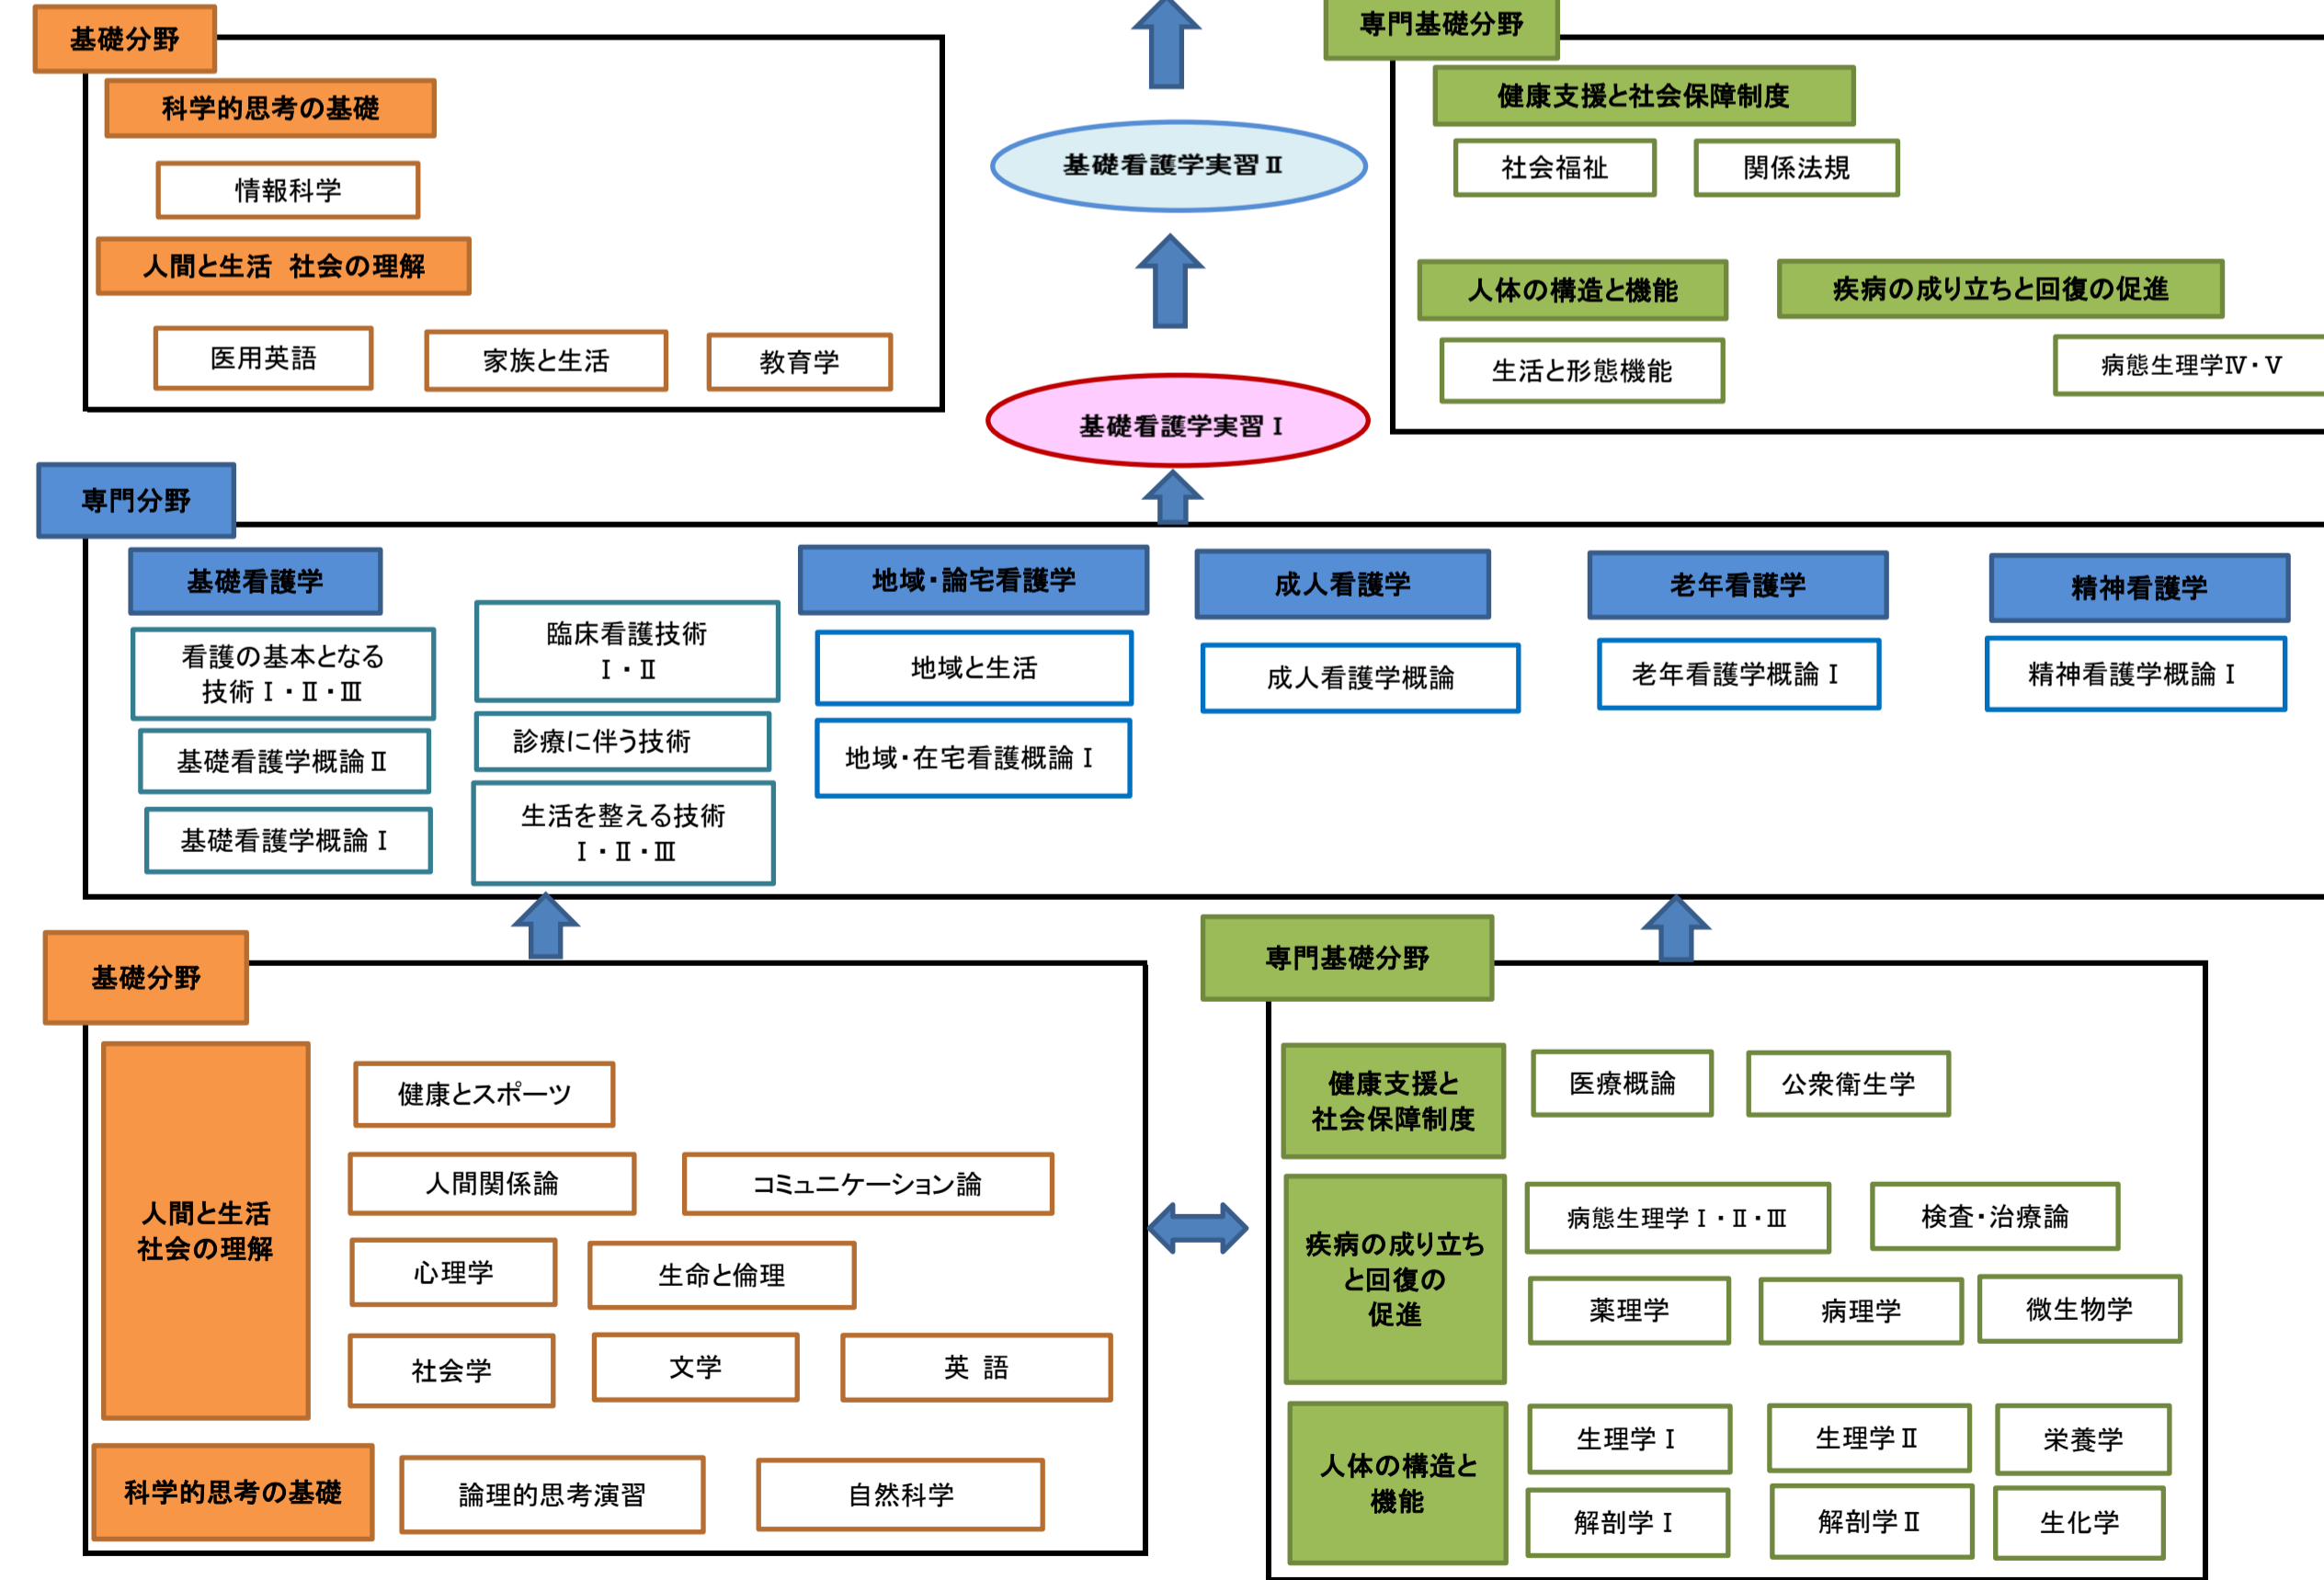 基礎分野
科学的思考の基礎
情報科学
人間と生活 社会の理解
医用英語
家族と生活
教育学
基礎看護学実習Ⅱ
基礎看護学実習Ⅰ
専門基礎分野
健康支援と社会保障制度
社会福祉
関係法規
人体の構造と機能
疾病の成り立ちと回復の促進
生活と形態機能
病態生理学Ⅳ・Ⅴ
専門分野
基礎看護学
看護の基本となる
技術Ⅰ・Ⅱ・Ⅲ
基礎看護学概論Ⅱ
基礎看護学概論Ⅰ
臨床看護技術
Ⅰ・Ⅱ
診療に伴う技術
生活を整える技術
Ⅰ・Ⅱ・Ⅲ
地域・論宅看護学
地域と生活
地域・在宅看護概論Ⅰ
成人看護学
成人看護学概論
老年看護学
老年看護学概論Ⅰ
精神看護学
精神看護学概論Ⅰ
基礎分野
人間と生活
社会の理解
健康とスポーツ
人間関係論
コミュニケーション論
心理学
生命と倫理
社会学
文学
英 語
科学的思考の基礎
論理的思考演習
自然科学
専門基礎分野
健康支援と
社会保障制度
医療概論
公衆衛生学
疾病の成り立ち
と回復の
促進
病態生理学Ⅰ・Ⅱ・Ⅲ
検査・治療論
薬理学
病理学
微生物学
人体の構造と
機能
生理学Ⅰ
生理学Ⅱ
栄養学
解剖学Ⅰ
解剖学Ⅱ
生化学